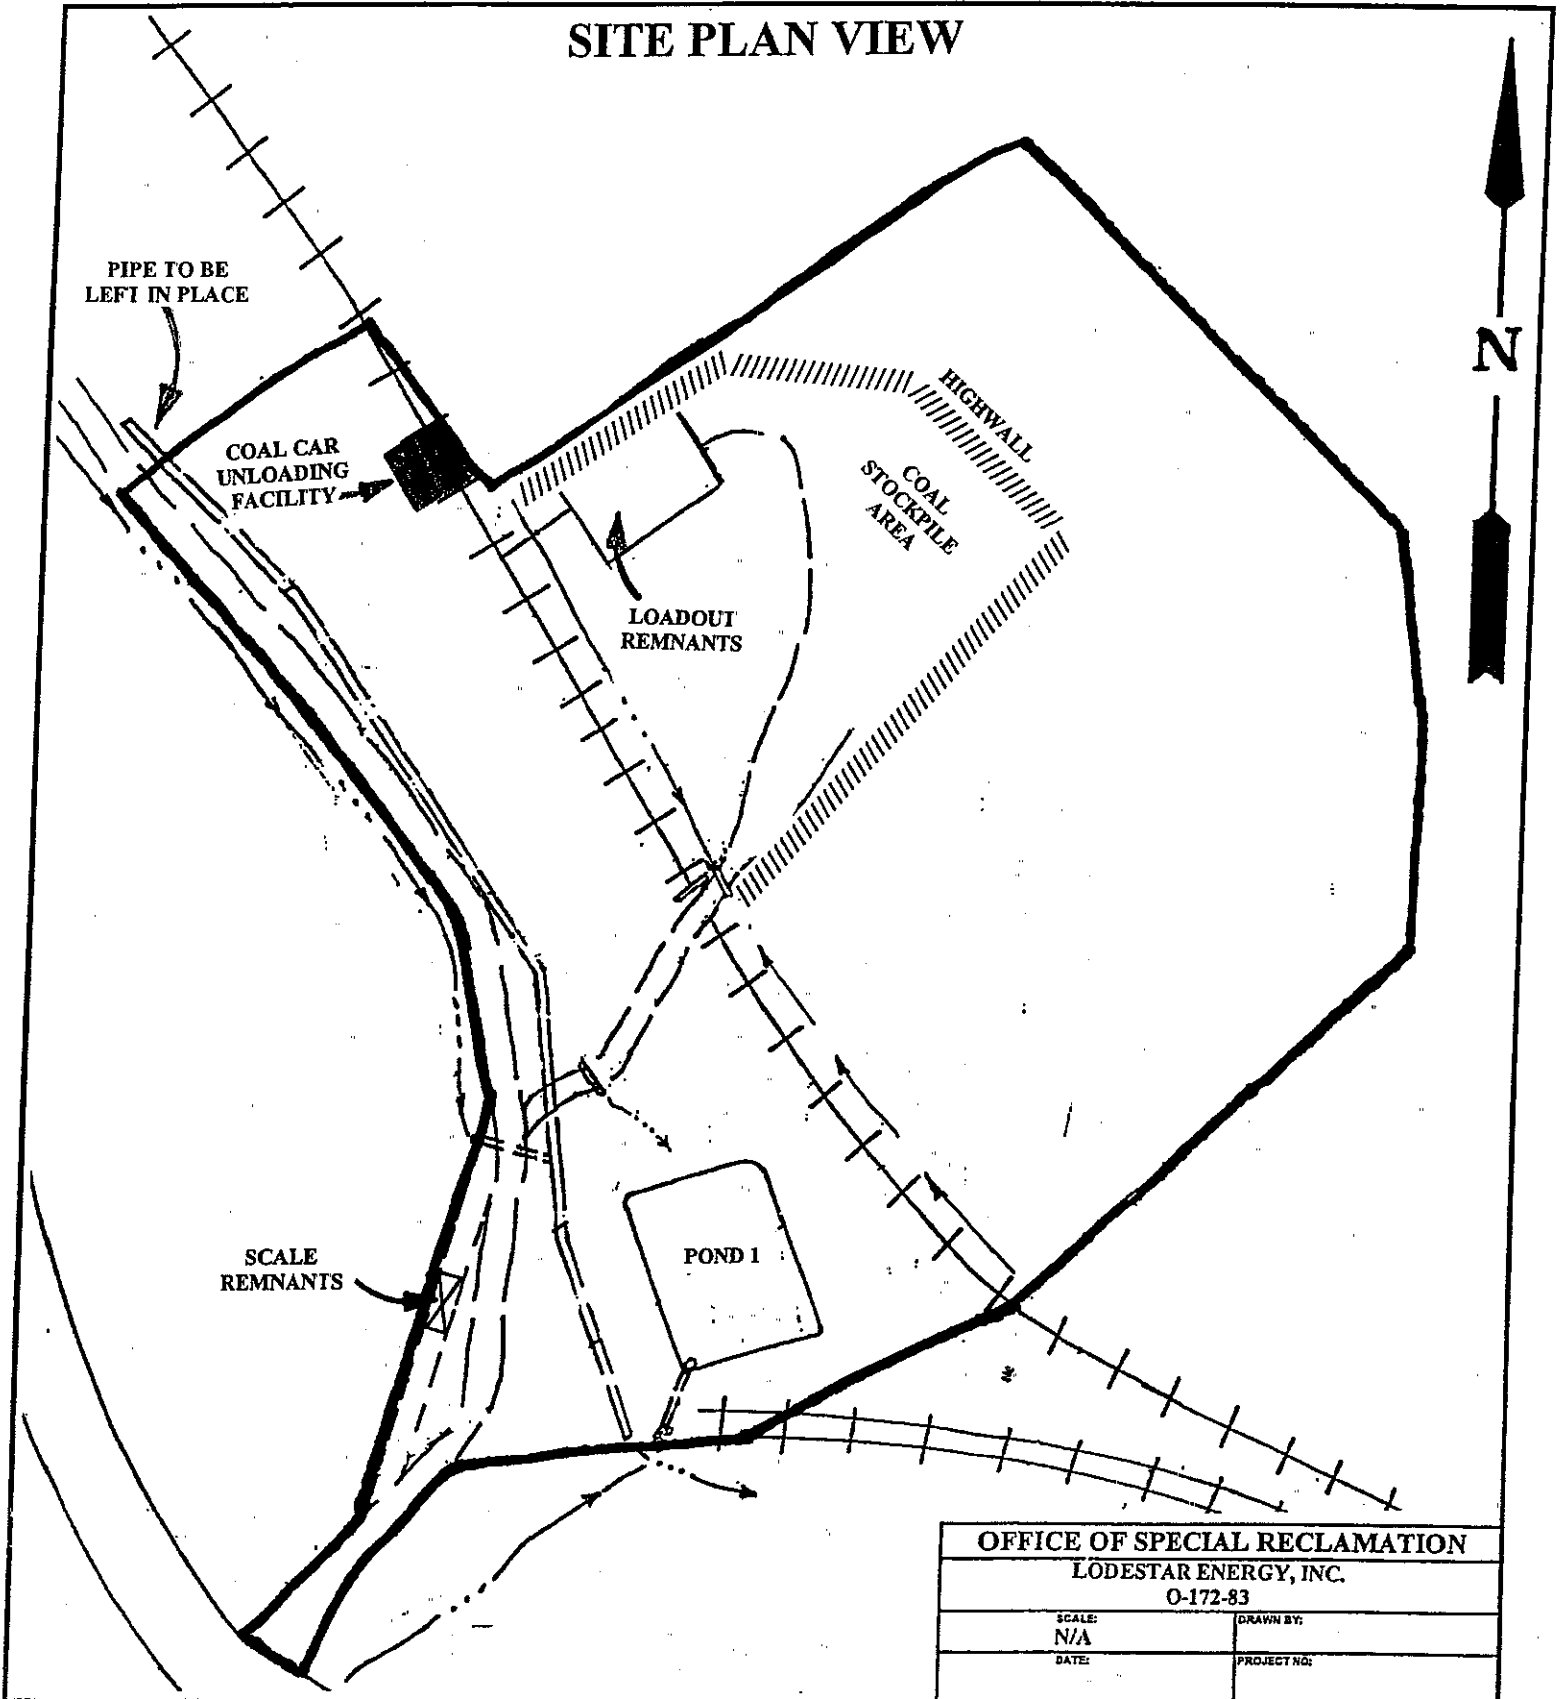 SITE PLAN VIEW
PIPE TO BE
LEFT IN PLACE
N
HIGHWALL
COAL CAR
UNLOADING
FACILITY
COAL
STOCKPILE
AREA
LOADOUT
REMNANTS
SCALE
REMNANTS
POND 1
OFFICE OF SPECIAL RECLAMATION
LODESTAR ENERGY, INC.
O-172-83
SCALE:
N/A
DRAWN BY:
DATE:
PROJECT NO: